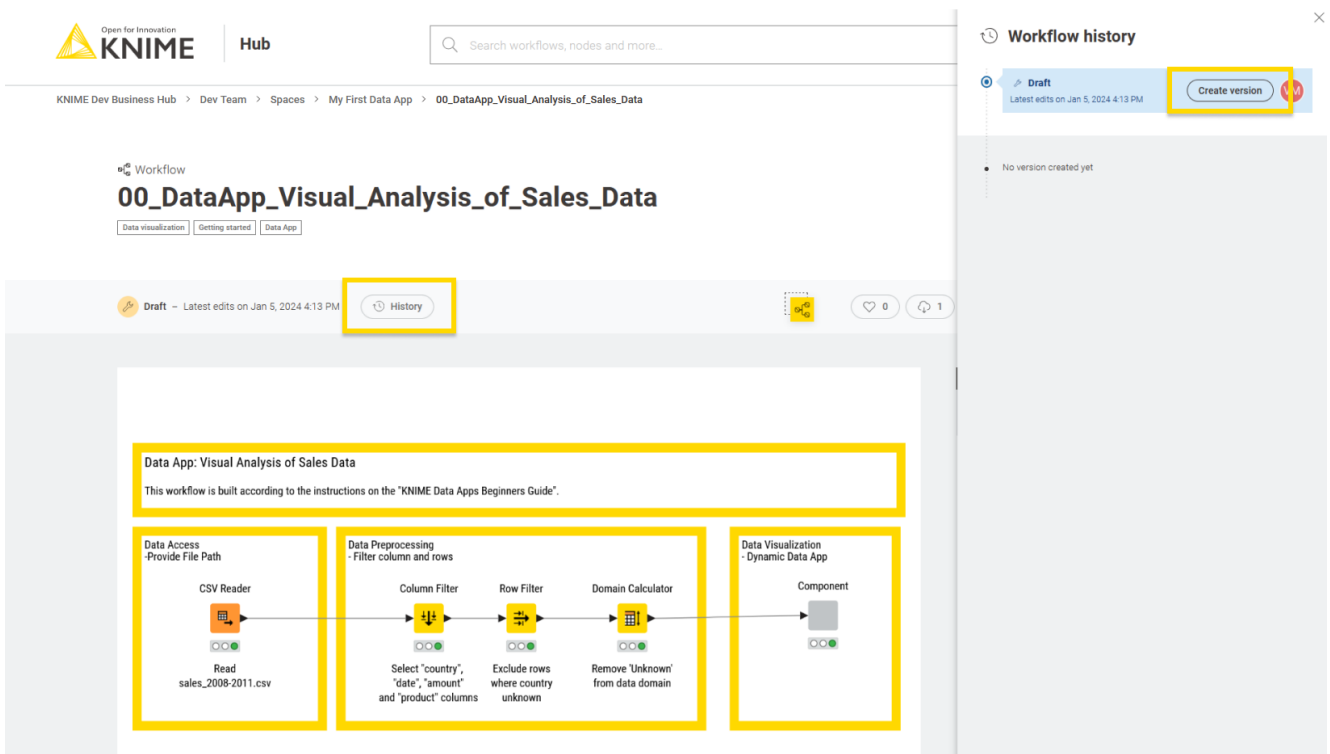 Open for Innovation
KNIME
Hub
Search workflows, nodes and more...
KNIME Dev Business Hub > Dev Team > Spaces > My First Data App > 00_DataApp_Visual_Analysis_of_Sales_Data
Workflow
00_DataApp_Visual_Analysis_of_Sales_Data
Data visualization
Getting started
Data App
Draft – Latest edits on Jan 5, 2024 4:13 PM
History
0
1
Data App: Visual Analysis of Sales Data
This workflow is built according to the instructions on the "KNIME Data Apps Beginners Guide".
Data Access
-Provide File Path
CSV Reader
Read
sales_2008-2011.csv
Data Preprocessing
- Filter column and rows
Column Filter
Select "country",
"date", "amount"
and "product" columns
Row Filter
Exclude rows
where country
unknown
Domain Calculator
Remove 'Unknown'
from data domain
Data Visualization
- Dynamic Data App
Component
Workflow history
Draft
Latest edits on Jan 5, 2024 4:13 PM
Create version
No version created yet